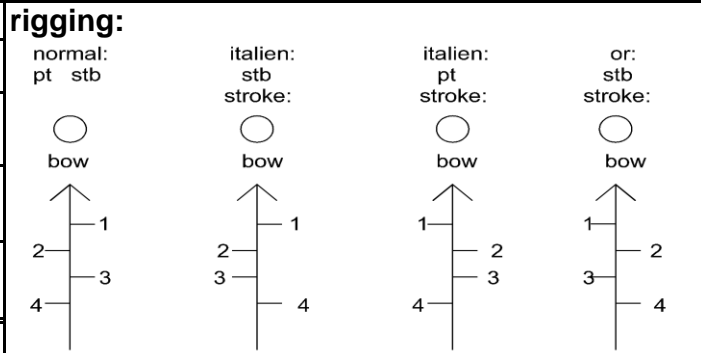 rigging:
normal:
pt stb
bow
1
2
3
4
italien:
stb
stroke:
bow
1
2
3
4
italien:
pt
stroke:
bow
1
2
3
4
or:
stb
stroke:
bow
1
2
3
4